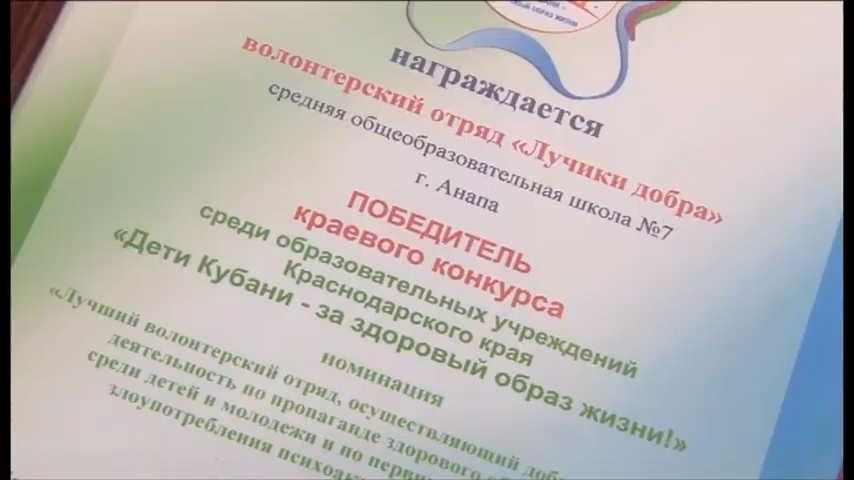 ОБРАЗ ЖИЗНИ
награждается
волонтерский отряд «Лучики добра»
средняя общеобразовательная школа №7
г. Анапа
ПОБЕДИТЕЛЬ
краевого конкурса
среди образовательных учреждений
Краснодарского края
«Дети Кубани - за здоровый образ жизни!»
номинация
«Лучший волонтерский отряд, осуществляющий
деятельность по пропаганде здорового
среди детей и молодежи и по
злоупотребления